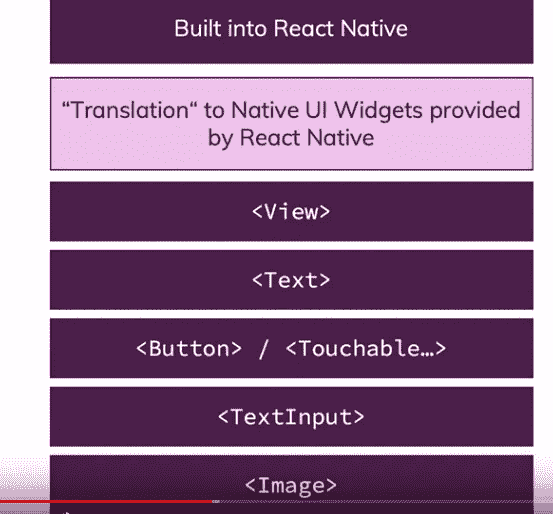 Built into React Native
“Translation“ to Native UI Widgets provided
by React Native
<View>
<Text>
<Button> / <Touchable…>
<TextInput>
<Image>